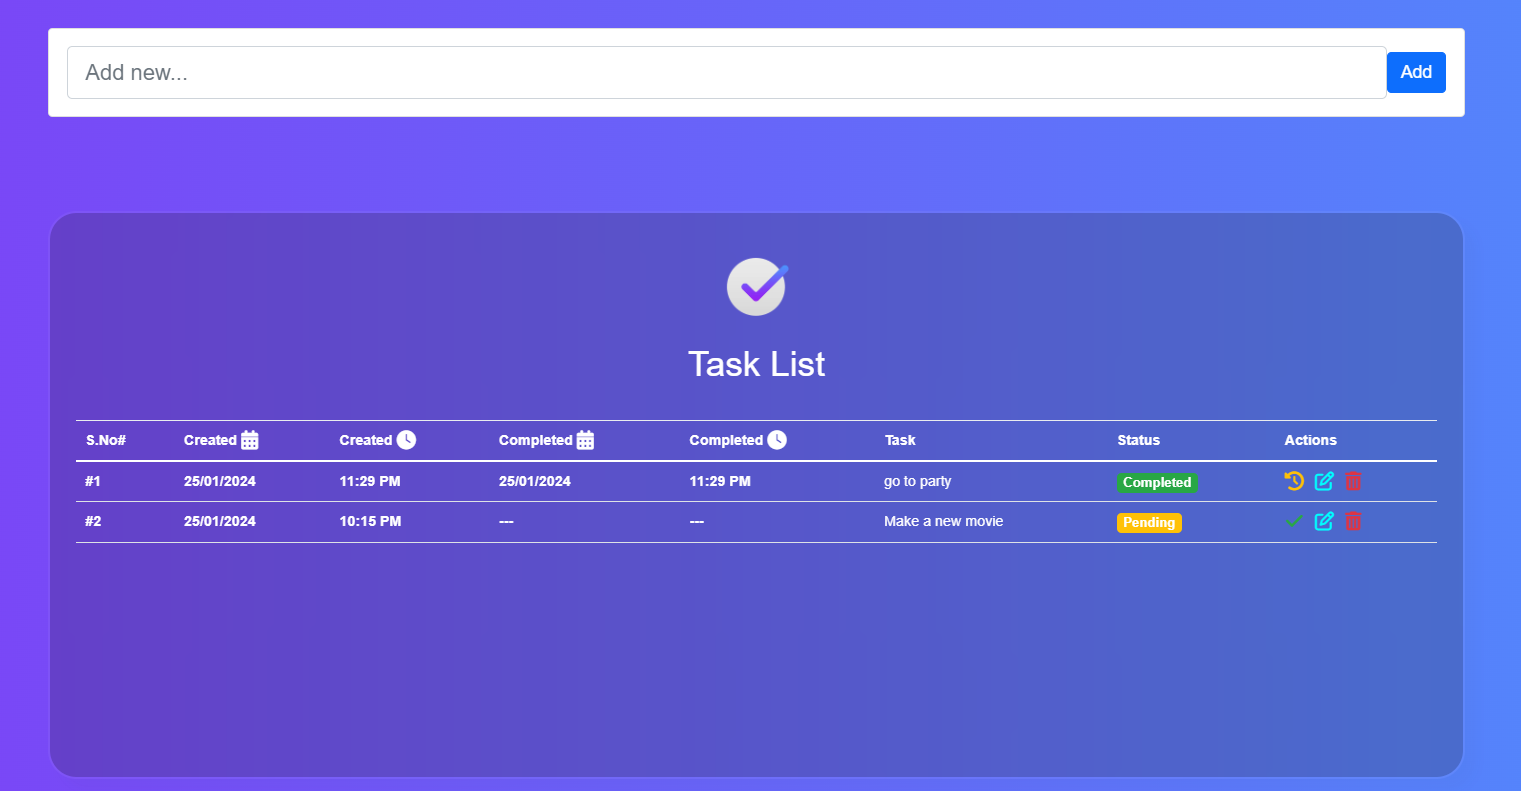 Add new... Add
Task List
S.No# Created Created Completed Completed Task Status Actions
#1 25/01/2024 11:29 PM 25/01/2024 11:29 PM go to party Completed
#2 25/01/2024 10:15 PM --- --- Make a new movie Pending